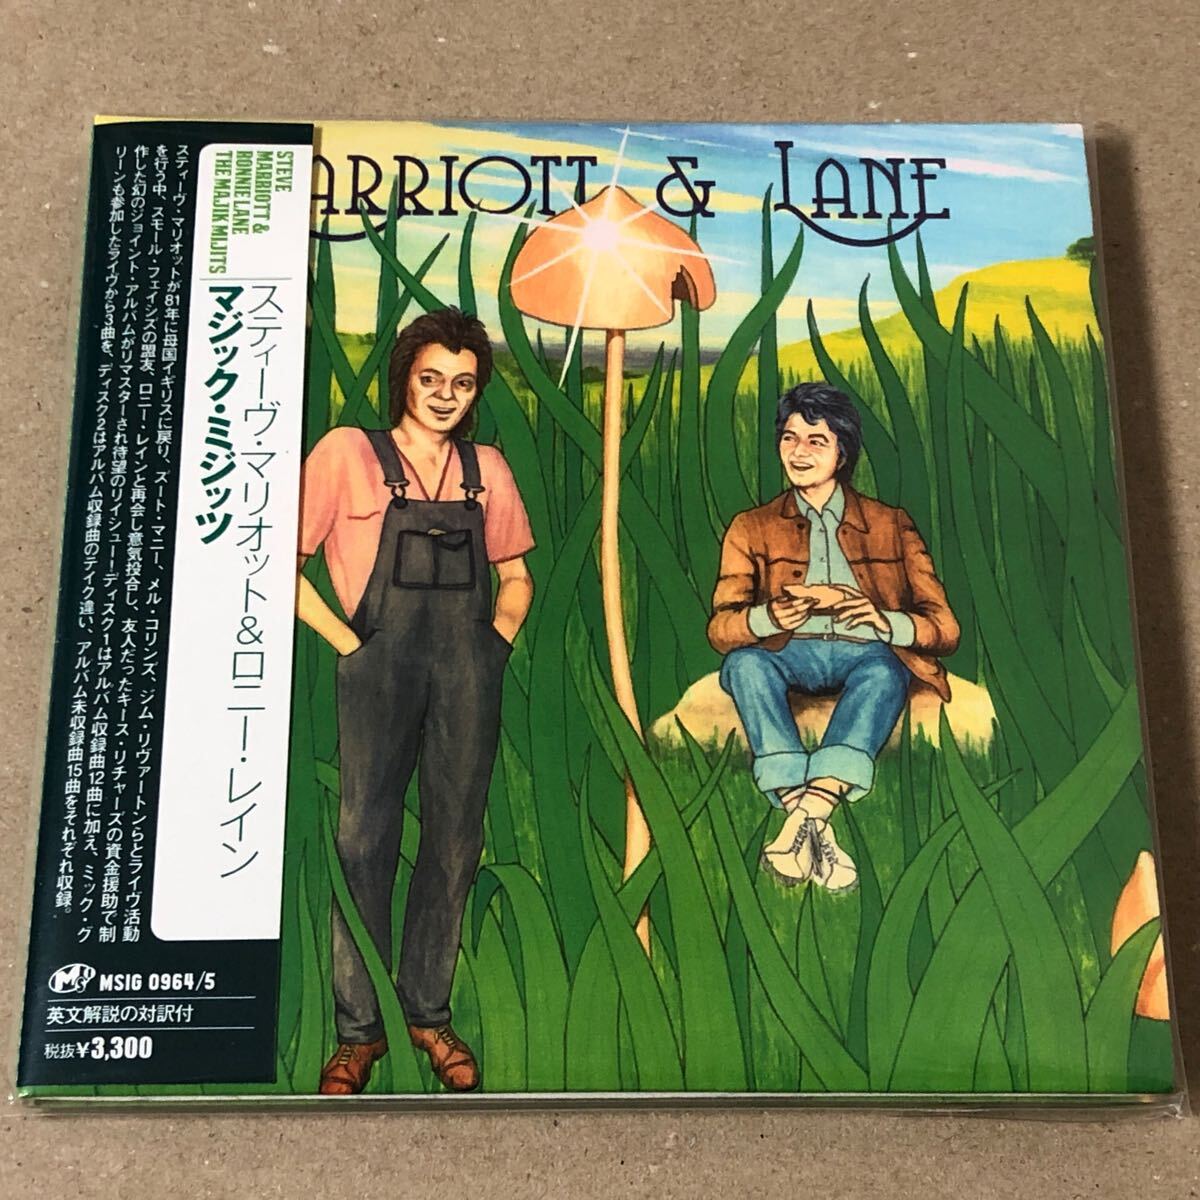 ARRIOTT & LANE
STEVE
MARRIOTT &
RONNIE LANE
THE MAJIK MIJITS
スティーヴ・マリオット&ロニー・レイン
マジック・ミジッツ
スティーヴ・マリオットが81年に母国イギリスに戻り、ズート・マニー、メル・コリンズ、ジム・リヴァートンらとライヴ活動
を行う中、スモール・フェイシズの盟友、ロニー・レインと再会し意気投合し、友人だったキース・リチャーズの資金援助で制
作した幻のジョイント・アルバムがリマスターされ待望のリイシュー!ディスク1はアルバム収録曲12曲に加え、ミック・グ
リーンも参加したライヴから3曲を、ディスク2はアルバム収録曲のテイク違い、アルバム未収録曲15曲をそれぞれ収録。
MSIG 0964/5
英文解説の対訳付
税抜¥3,300